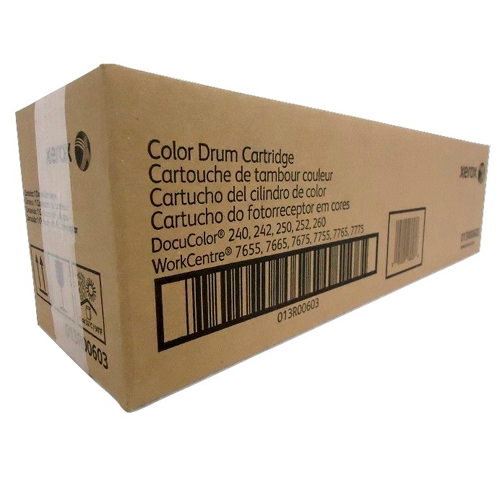 xerox
Color Drum Cartridge
Cartouche de tambour couleur
Cartucho del cilindro de color
Cartucho do fotorreceptor em cores
DocuColor® 240, 242, 250, 252, 260
WorkCentre® 7655, 7665, 7675, 7755, 7765, 7775
013R00603
xerox
013R00603